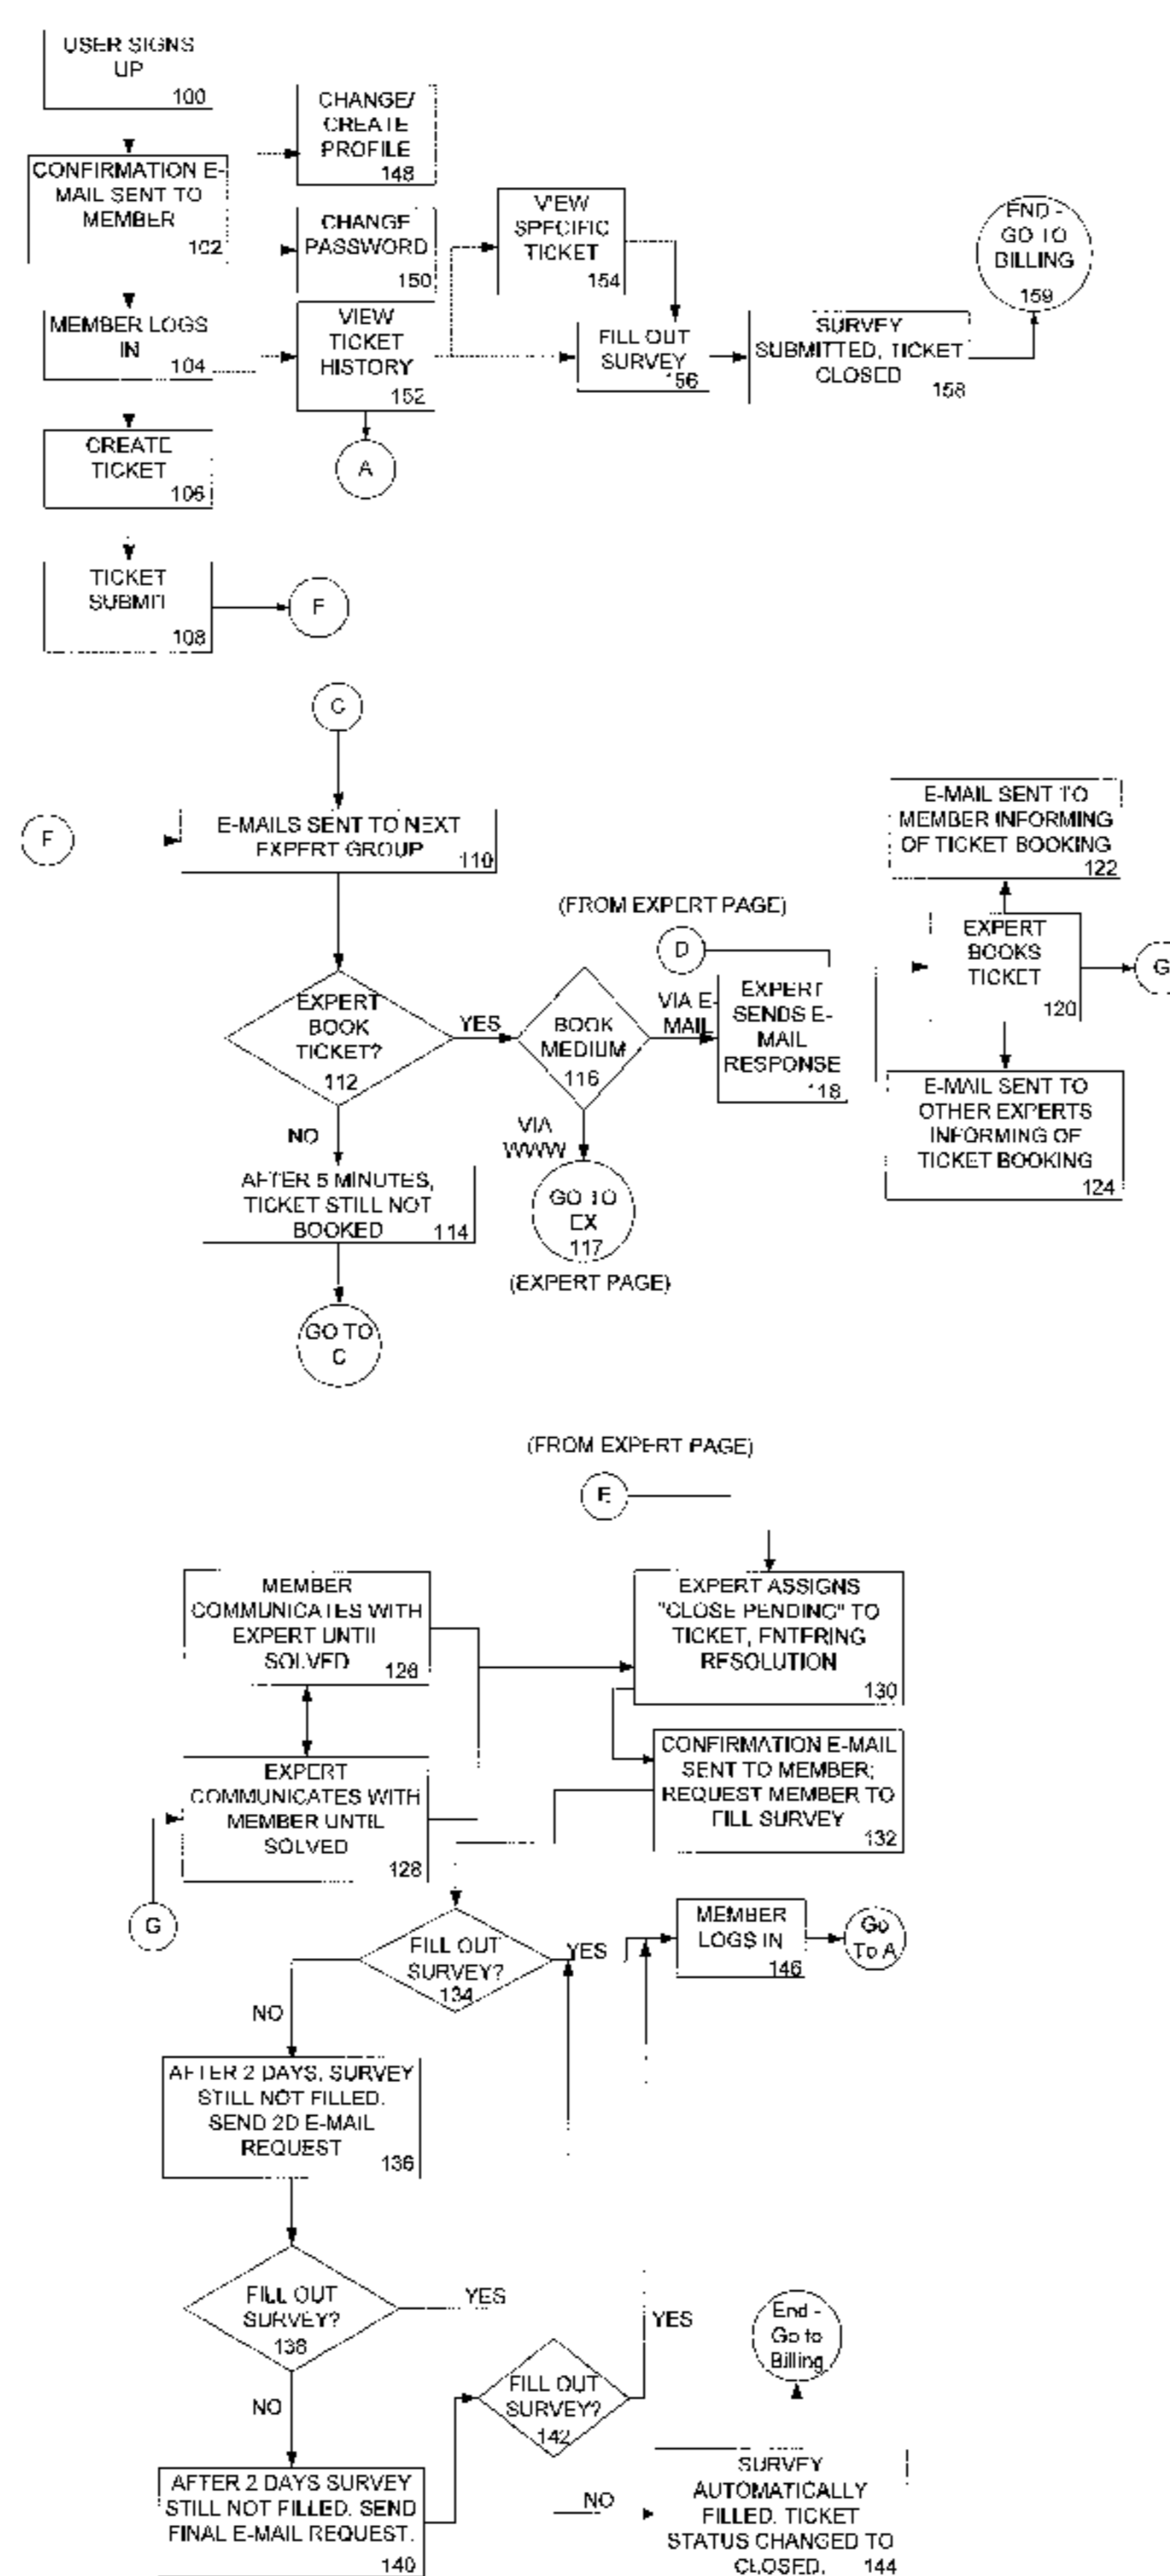 USER SIGNS
UP
100
CONFIRMATION E-
MAIL SENT TO
MEMBER
102
MEMBER LOGS
IN
104
CREATE
TICKET
106
TICKET
SUBMIT
108
F
CHANGE/
CREATE
PROFILE
148
CHANGE
PASSWORD
150
VIEW
TICKET
HISTORY
152
A
VIEW
SPECIFIC
TICKET
154
FILL OUT
SURVEY
156
SURVEY
SUBMITTED, TICKET
CLOSED
158
END -
GO TO
BILLING
159
C
F
E-MAILS SENT TO NEXT
EXPERT GROUP
110
EXPERT
BOOK
TICKET?
112
YES
NO
AFTER 5 MINUTES,
TICKET STILL NOT
BOOKED
114
GO TO
C
BOOK
MEDIUM
116
VIA E-
MAIL
VIA
WWW
GO TO
EX
117
(EXPERT PAGE)
(FROM EXPERT PAGE)
D
EXPERT
SENDS E-
MAIL
RESPONSE
118
E-MAIL SENT TO
MEMBER INFORMING
OF TICKET BOOKING
122
EXPERT
BOOKS
TICKET
120
G
E-MAIL SENT TO
OTHER EXPERTS
INFORMING OF
TICKET BOOKING
124
(FROM EXPERT PAGE)
E
MEMBER
COMMUNICATES WITH
EXPERT UNTIL
SOLVED
126
EXPERT ASSIGNS
"CLOSE PENDING" TO
TICKET, ENTERING
RESOLUTION
130
EXPERT
COMMUNICATES WITH
MEMBER UNTIL
SOLVED
128
CONFIRMATION E-MAIL
SENT TO MEMBER;
REQUEST MEMBER TO
FILL SURVEY
132
G
FILL OUT
SURVEY?
134
YES
NO
MEMBER
LOGS IN
146
Go
To A
AFTER 2 DAYS, SURVEY
STILL NOT FILLED.
SEND 2D E-MAIL
REQUEST
136
FILL OUT
SURVEY?
138
YES
NO
AFTER 2 DAYS SURVEY
STILL NOT FILLED. SEND
FINAL E-MAIL REQUEST.
140
FILL OUT
SURVEY?
142
YES
NO
End -
Go to
Billing
SURVEY
AUTOMATICALLY
FILLED. TICKET
STATUS CHANGED TO
CLOSED.
144